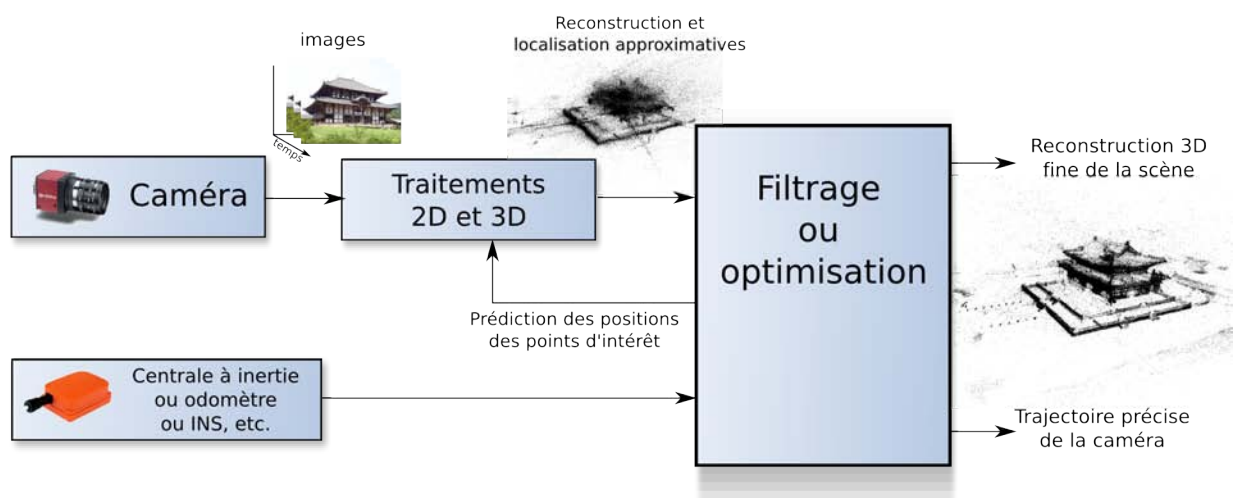 images
temps
Reconstruction et
localisation approximatives
Caméra
Traitements
2D et 3D
Filtrage
ou
optimisation
Reconstruction 3D
fine de la scène
Prédiction des positions
des points d'intérêt
Centrale à inertie
ou odomètre
ou INS, etc.
Trajectoire précise
de la caméra